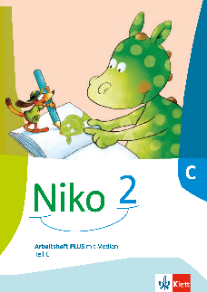 C
Niko 2
Arbeitsheft PLUS mit Medien
Teil C
Klett